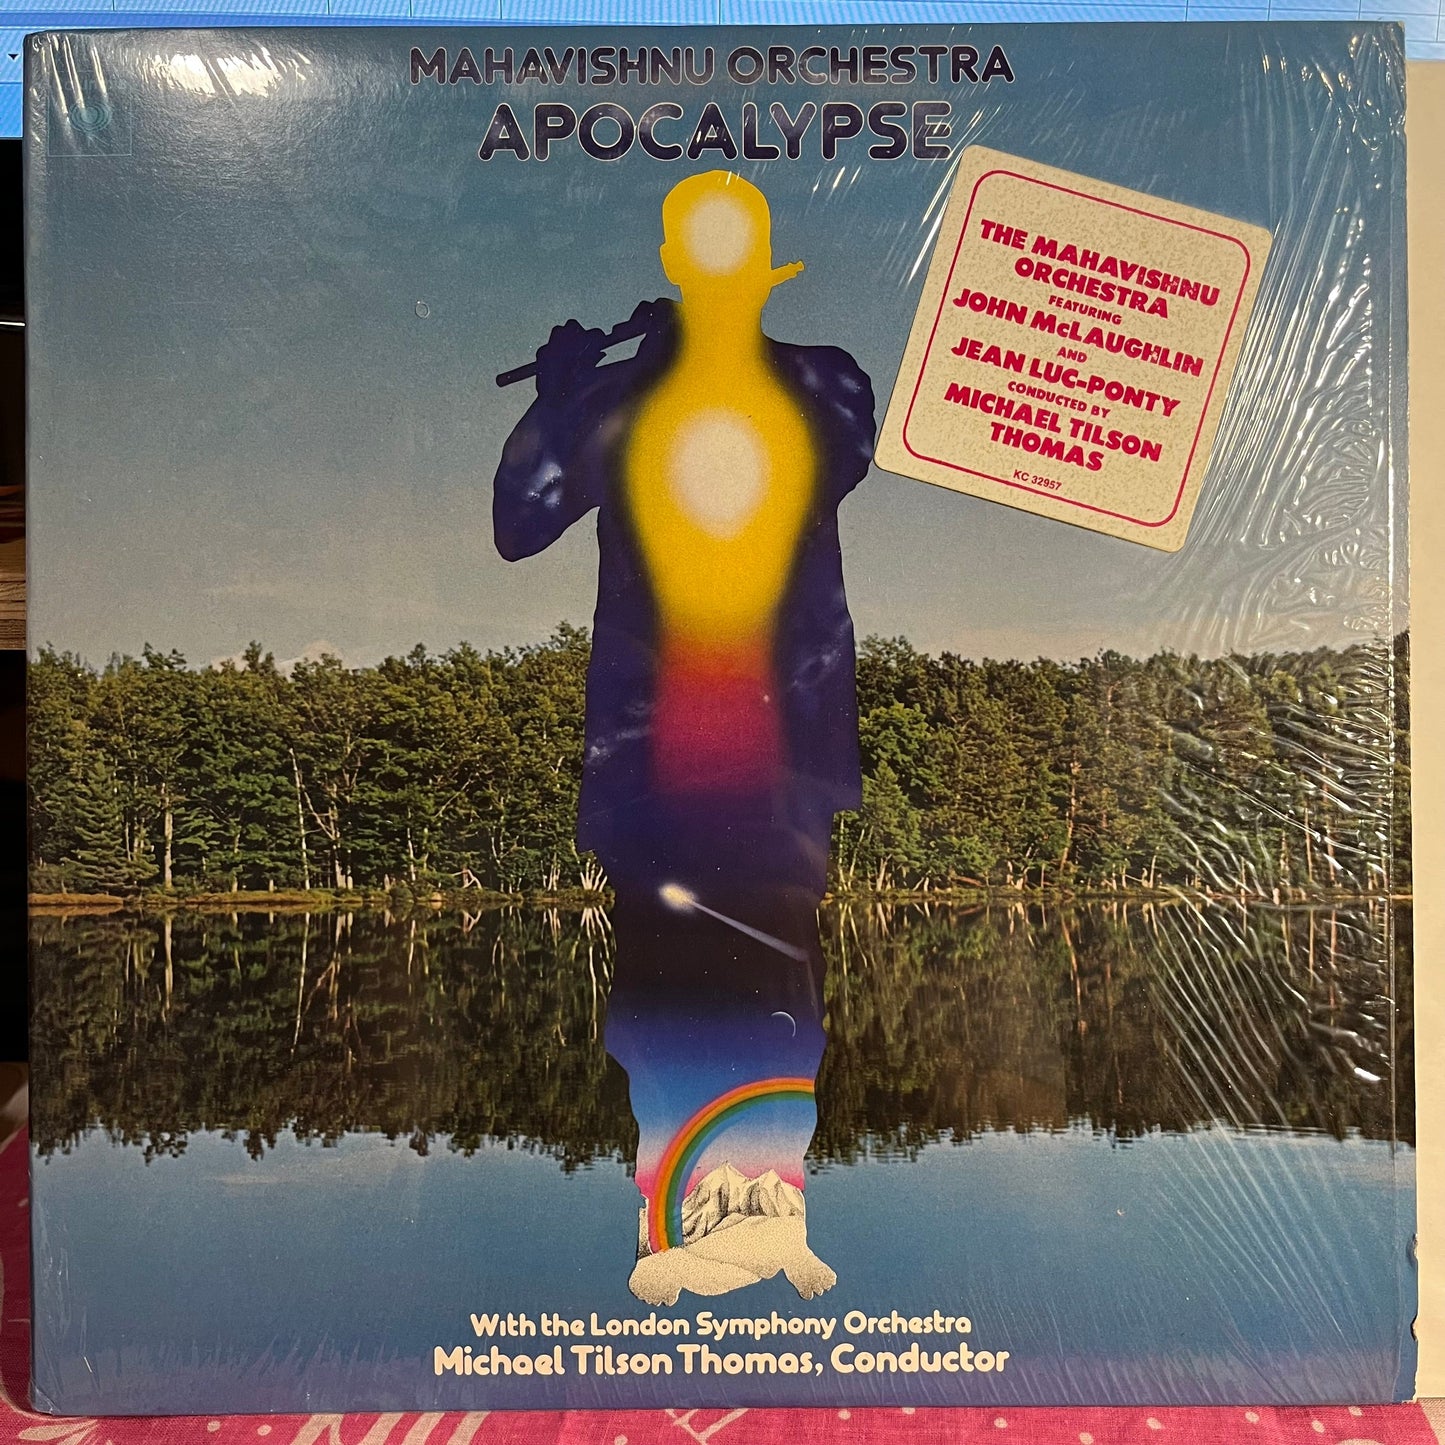 MAHAVISHNU ORCHESTRA
APOCALYPSE
THE MAHAVISHNU
ORCHESTRA
FEATURING
JOHN McLAUGHLIN
AND
JEAN LUC-PONTY
CONDUCTED BY
MICHAEL TILSON
THOMAS
KC 32957
With the London Symphony Orchestra
Michael Tilson Thomas, Conductor